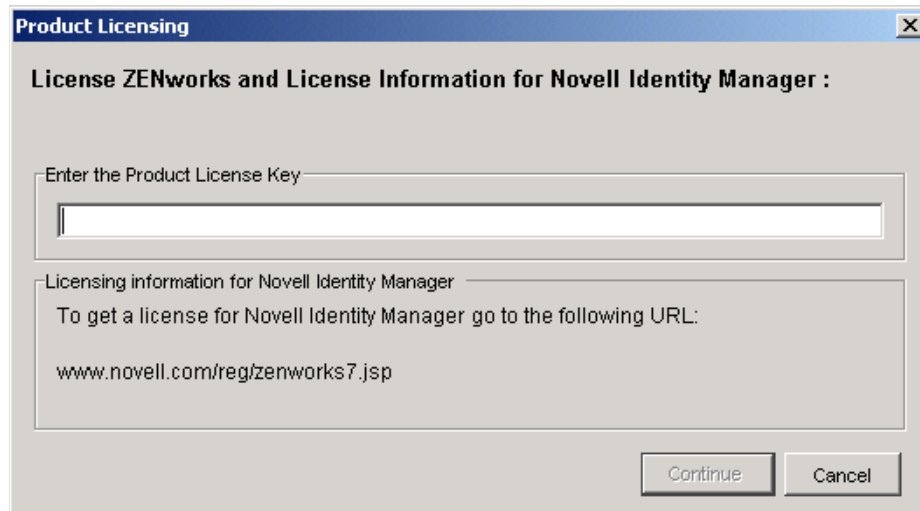 Product Licensing
License ZENworks and License Information for Novell Identity Manager :
Enter the Product License Key
Licensing information for Novell Identity Manager
To get a license for Novell Identity Manager go to the following URL:
www.novell.com/reg/zenworks7.jsp
Continue
Cancel